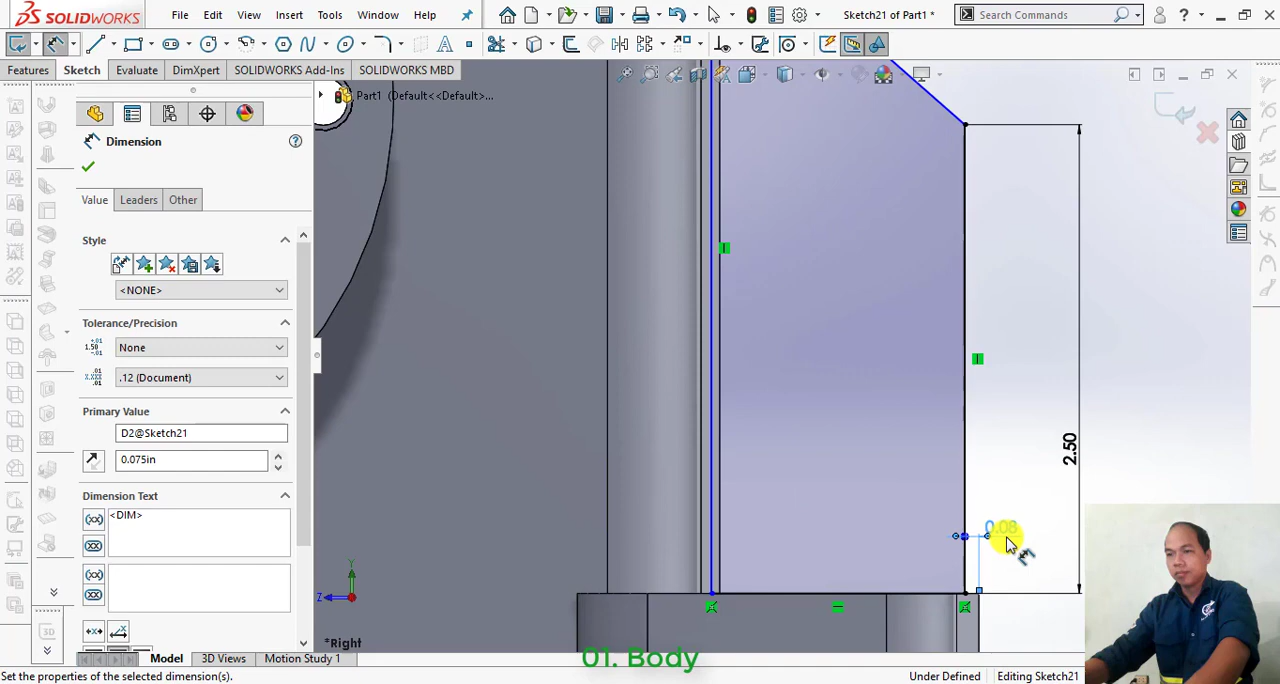 SOLIDWORKS File Edit View Insert Tools Window Help Sketch21 of Part1 * Search Commands ?
Features Sketch Evaluate DimXpert SOLIDWORKS Add-Ins SOLIDWORKS MBD
Part1 (Default<<Default>...
Dimension
Value Leaders Other
Style
<NONE>
Tolerance/Precision
None
.12 (Document)
Primary Value
D2@Sketch21
0.075in
Dimension Text
<DIM>
2.50
0.08
Y
Z
*Right
01. Body
Model 3D Views Motion Study 1
Set the properties of the selected dimension(s). Under Defined Editing Sketch21